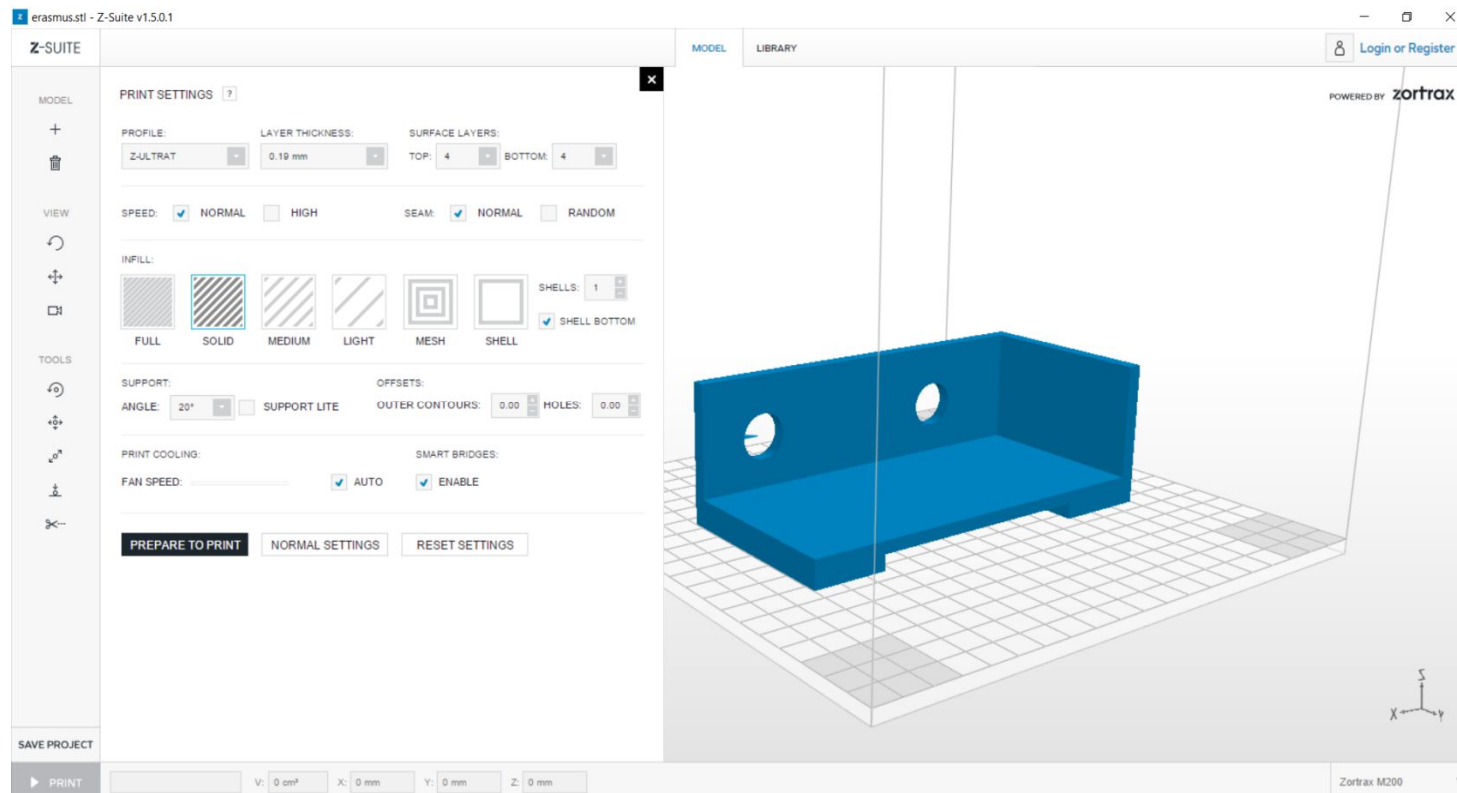 erasmus.stl - Z-Suite v1.5.0.1
Z-SUITE
MODEL LIBRARY
Login or Register
POWERED BY zortrax
MODEL
VIEW
TOOLS
PRINT SETTINGS ?
PROFILE: LAYER THICKNESS: SURFACE LAYERS:
Z-ULTRAT 0.19 mm TOP: 4 BOTTOM: 4
SPEED: NORMAL HIGH SEAM: NORMAL RANDOM
INFILL:
SHELLS: 1
SHELL BOTTOM
FULL SOLID MEDIUM LIGHT MESH SHELL
SUPPORT: OFFSETS:
ANGLE: 20° SUPPORT LITE OUTER CONTOURS: 0.00 HOLES: 0.00
PRINT COOLING: SMART BRIDGES:
FAN SPEED: AUTO ENABLE
PREPARE TO PRINT NORMAL SETTINGS RESET SETTINGS
Z
X Y
SAVE PROJECT
PRINT V: 0 cm³ X: 0 mm Y: 0 mm Z: 0 mm Zortrax M200